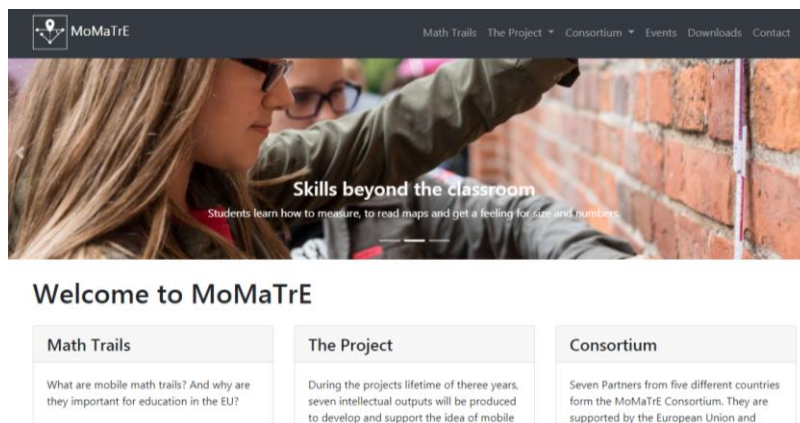 MoMaTrE
Math Trails The Project Consortium Events Downloads Contact
Skills beyond the classroom
Students learn how to measure, to read maps and get a feeling for size and numbers.
Welcome to MoMaTrE
Math Trails
What are mobile math trails? And why are
they important for education in the EU?
The Project
During the projects lifetime of theree years,
seven intellectual outputs will be produced
to develop and support the idea of mobile
Consortium
Seven Partners from five different countries
form the MoMaTrE Consortium. They are
supported by the European Union and